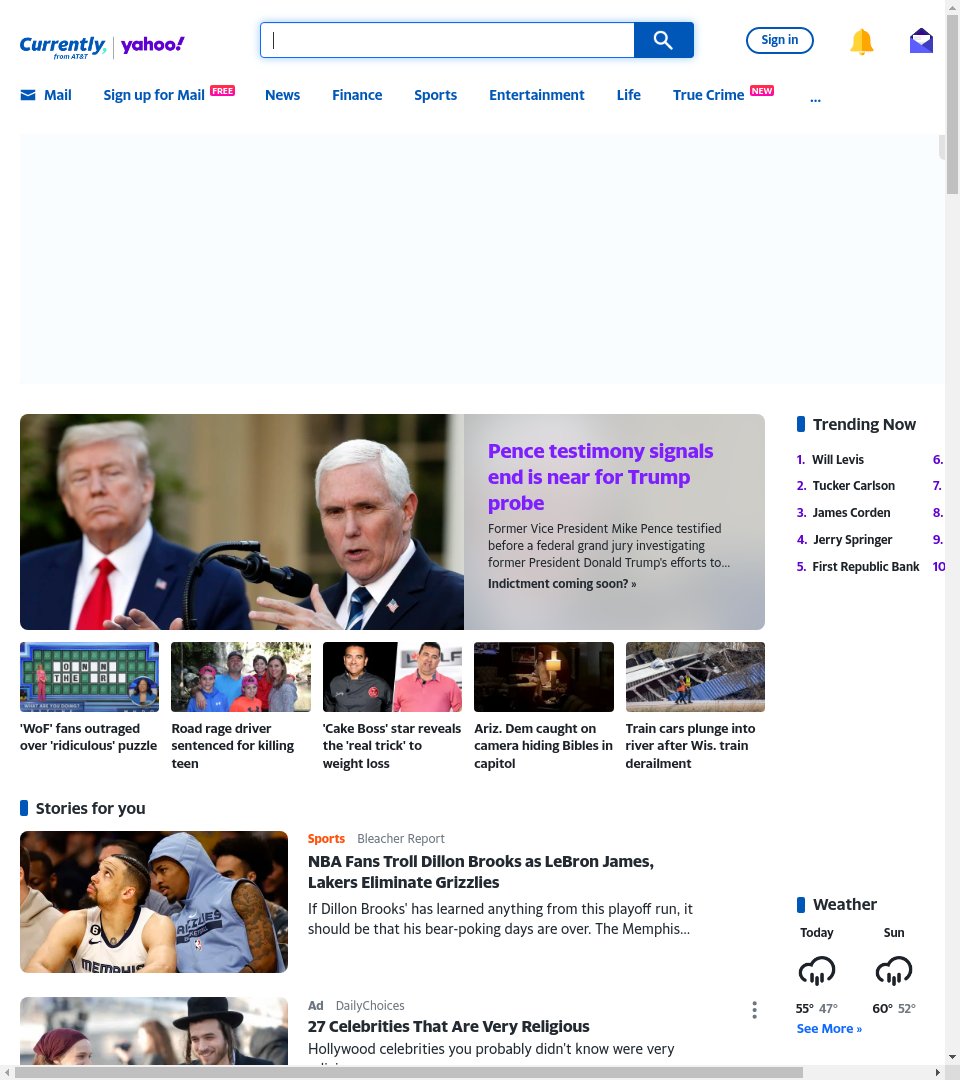 Currently,
from AT&T
yahoo!
Sign in
Mail
Sign up for Mail FREE
News
Finance
Sports
Entertainment
Life
True Crime NEW
...
Pence testimony signals
end is near for Trump
probe
Former Vice President Mike Pence testified
before a federal grand jury investigating
former President Donald Trump's efforts to...
Indictment coming soon? »
Trending Now
1. Will Levis
2. Tucker Carlson
3. James Corden
4. Jerry Springer
5. First Republic Bank
6.
7.
8.
9.
10
'WoF' fans outraged
over 'ridiculous' puzzle
Road rage driver
sentenced for killing
teen
'Cake Boss' star reveals
the 'real trick' to
weight loss
Ariz. Dem caught on
camera hiding Bibles in
capitol
Train cars plunge into
river after Wis. train
derailment
Stories for you
Sports Bleacher Report
NBA Fans Troll Dillon Brooks as LeBron James,
Lakers Eliminate Grizzlies
If Dillon Brooks' has learned anything from this playoff run, it
should be that his bear-poking days are over. The Memphis...
Weather
Today
Sun
55° 47°
60° 52°
See More »
Ad DailyChoices
27 Celebrities That Are Very Religious
Hollywood celebrities you probably didn't know were very